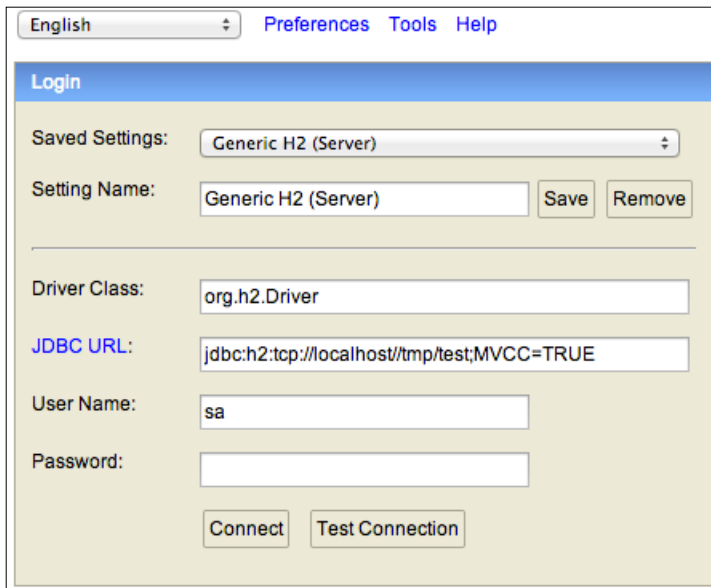 English Preferences Tools Help
Login
Saved Settings: Generic H2 (Server)
Setting Name: Generic H2 (Server) Save Remove
Driver Class: org.h2.Driver
JDBC URL: jdbc:h2:tcp://localhost//tmp/test;MVCC=TRUE
User Name: sa
Password:
Connect Test Connection